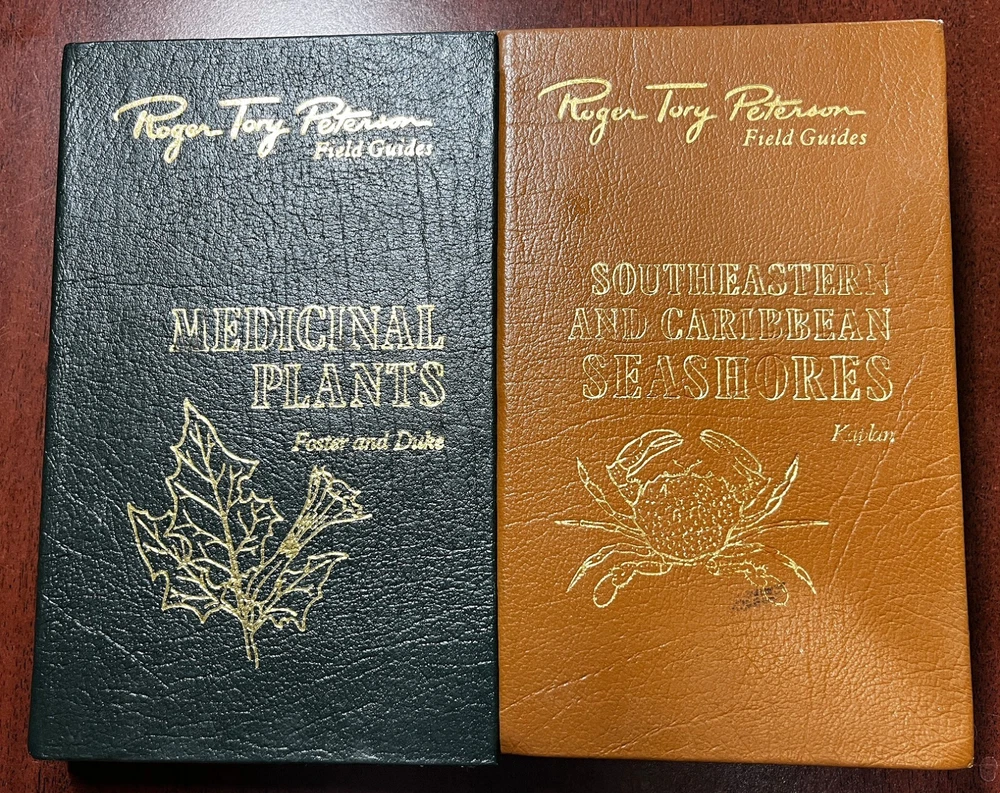 Roger Tory Peterson
Field Guides
MEDICINAL
PLANTS
Foster and Duke
Roger Tory Peterson
Field Guides
SOUTHEASTERN
AND CARIBBEAN
SEASHORES
Kaplan